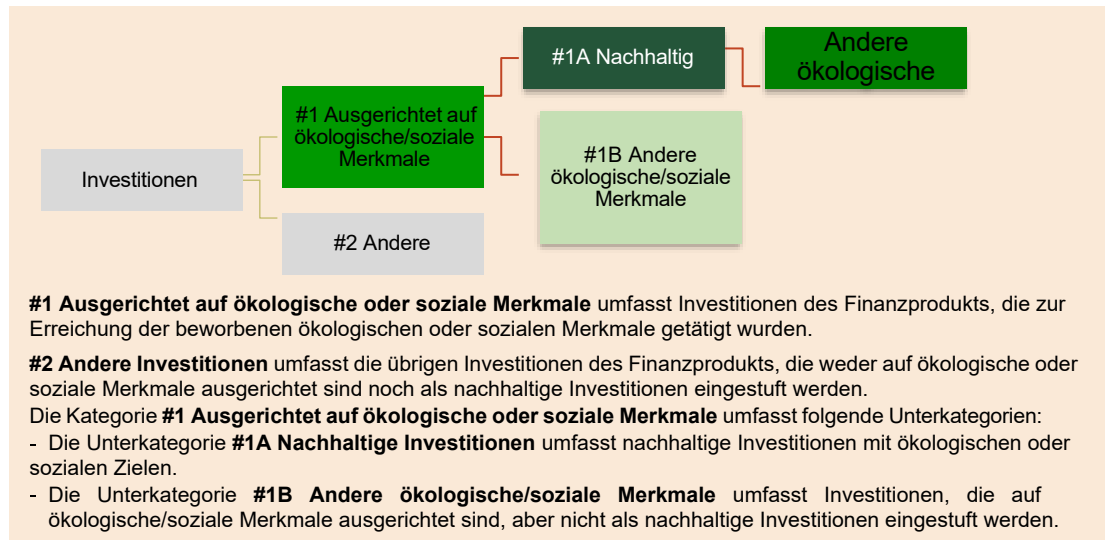 Investitionen
#1 Ausgerichtet auf
ökologische/soziale
Merkmale
#2 Andere
#1A Nachhaltig
#1B Andere
ökologische/soziale
Merkmale
Andere
ökologische
#1 Ausgerichtet auf ökologische oder soziale Merkmale umfasst Investitionen des Finanzprodukts, die zur
Erreichung der beworbenen ökologischen oder sozialen Merkmale getätigt wurden.
#2 Andere Investitionen umfasst die übrigen Investitionen des Finanzprodukts, die weder auf ökologische oder
soziale Merkmale ausgerichtet sind noch als nachhaltige Investitionen eingestuft werden.
Die Kategorie #1 Ausgerichtet auf ökologische oder soziale Merkmale umfasst folgende Unterkategorien:
- Die Unterkategorie #1A Nachhaltige Investitionen umfasst nachhaltige Investitionen mit ökologischen oder
sozialen Zielen.
- Die Unterkategorie #1B Andere ökologische/soziale Merkmale umfasst Investitionen, die auf
ökologische/soziale Merkmale ausgerichtet sind, aber nicht als nachhaltige Investitionen eingestuft werden.